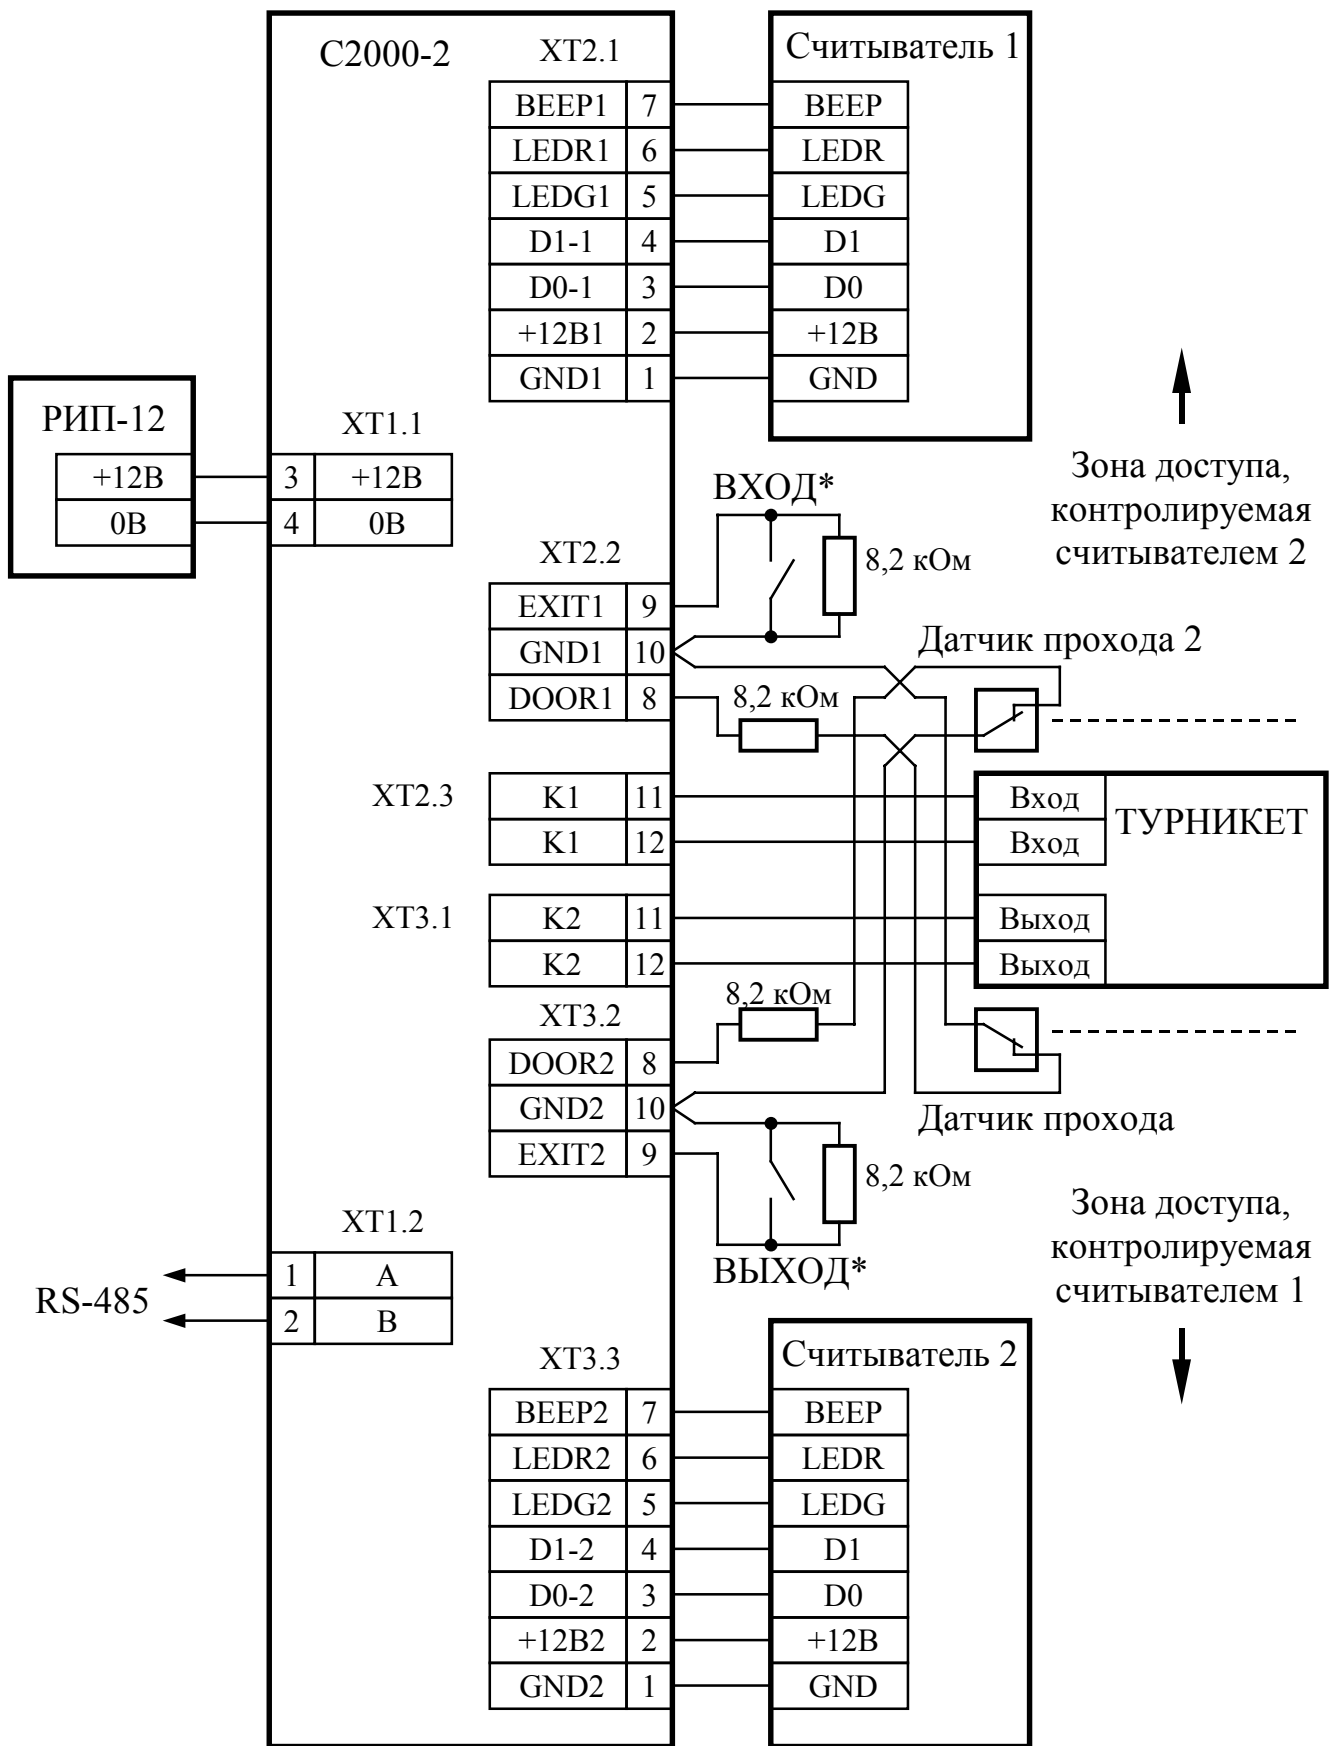 С2000-2
XT2.1
Считыватель 1
BEEP1 7 BEEP
LEDR1 6 LEDR
LEDG1 5 LEDG
D1-1 4 D1
D0-1 3 D0
+12В1 2 +12В
GND1 1 GND
РИП-12
+12В
0В
XT1.1
3 +12В
4 0В
Зона доступа,
контролируемая
считывателем 2
ВХОД*
8,2 кОм
XT2.2
EXIT1 9
GND1 10
DOOR1 8
Датчик прохода 2
8,2 кОм
XT2.3
K1 11
K1 12
Вход
Вход
ТУРНИКЕТ
XT3.1
K2 11
K2 12
Выход
Выход
8,2 кОм
XT3.2
DOOR2 8
GND2 10
EXIT2 9
Датчик прохода
8,2 кОм
ВЫХОД*
Зона доступа,
контролируемая
считывателем 1
XT1.2
RS-485
1 A
2 B
XT3.3
Считыватель 2
BEEP2 7 BEEP
LEDR2 6 LEDR
LEDG2 5 LEDG
D1-2 4 D1
D0-2 3 D0
+12В2 2 +12В
GND2 1 GND